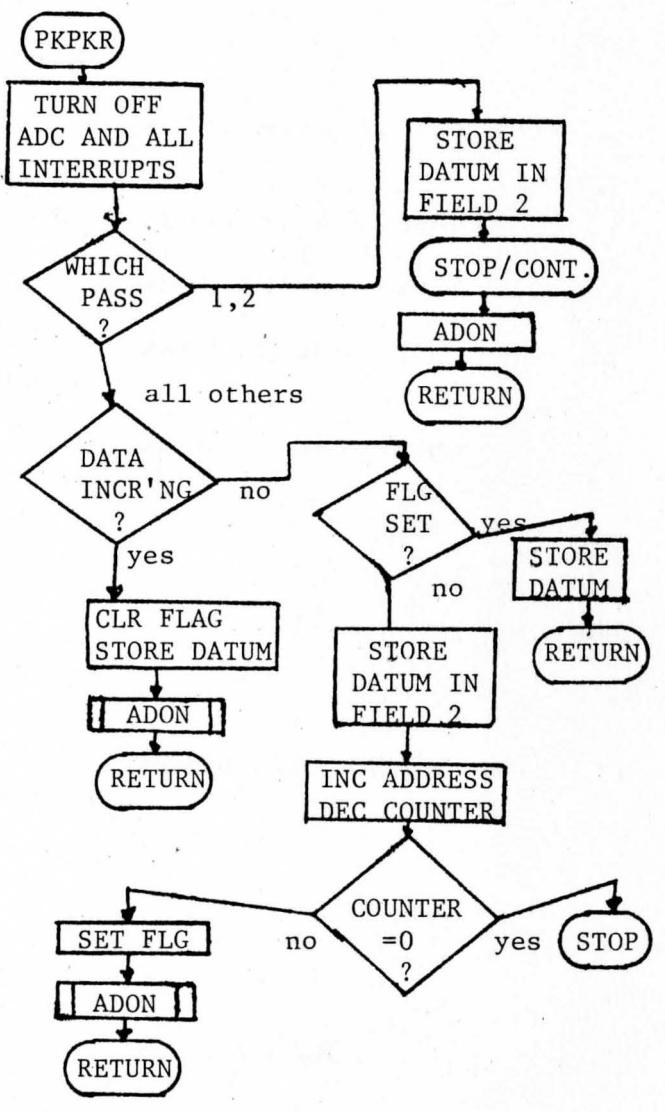 PKPKR
TURN OFF
ADC AND ALL
INTERRUPTS
WHICH
PASS
?
1,2
STORE
DATUM IN
FIELD 2
STOP/CONT.
ADON
RETURN
all others
DATA
INCR'NG
?
no
yes
FLG
SET
?
yes
no
STORE
DATUM
RETURN
CLR FLAG
STORE DATUM
ADON
RETURN
STORE
DATUM IN
FIELD 2
INC ADDRESS
DEC COUNTER
COUNTER
=0
?
no
yes
STOP
SET FLG
ADON
RETURN